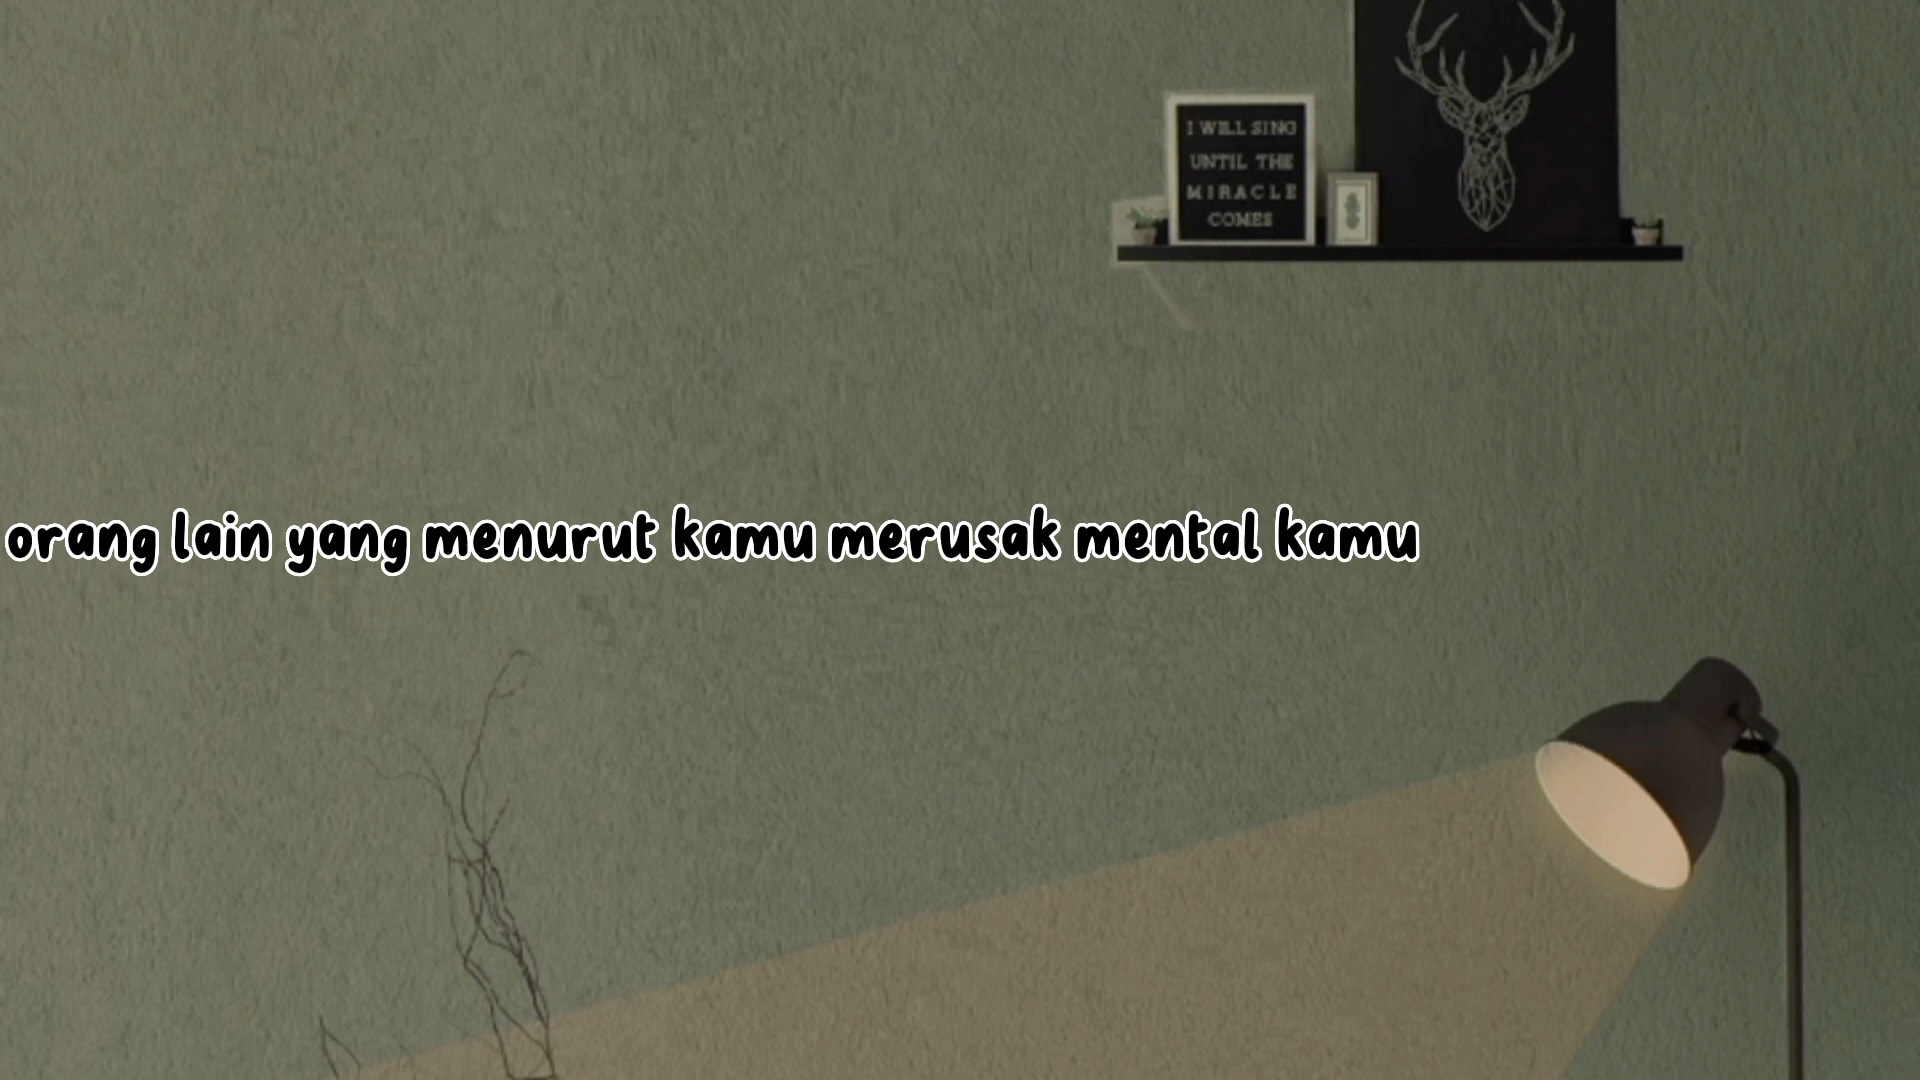 I WILL SING
UNTIL THE
MIRACLE
COMES
orang lain yang menurut kamu merusak mental kamu